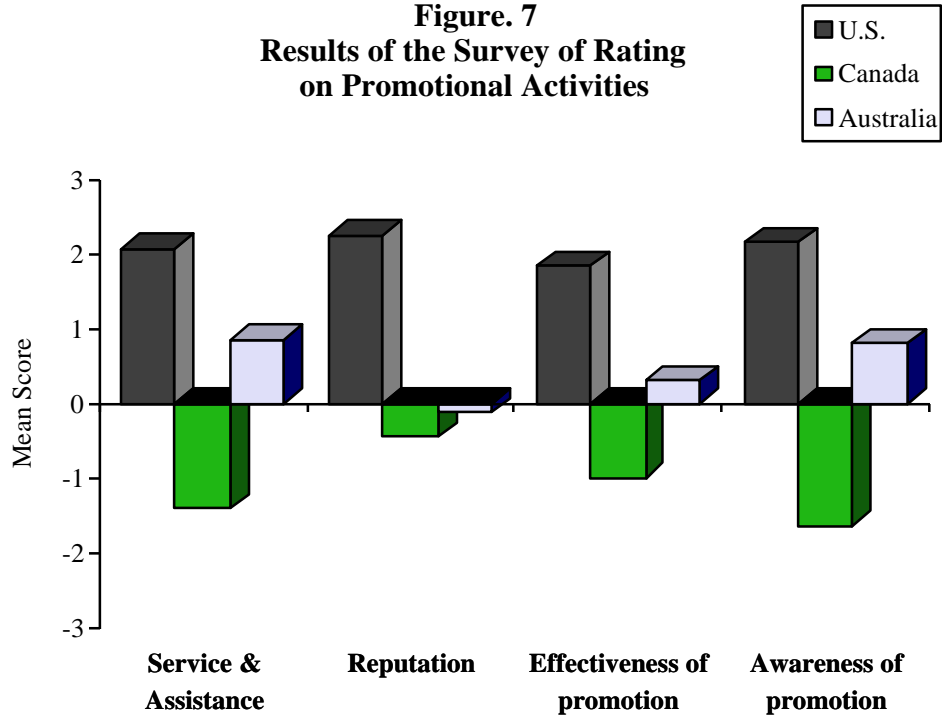 Figure. 7
Results of the Survey of Rating
on Promotional Activities
U.S.
Canada
Australia
Mean Score
3
2
1
0
-1
-2
-3
Service &
Assistance
Reputation
Effectiveness of
promotion
Awareness of
promotion